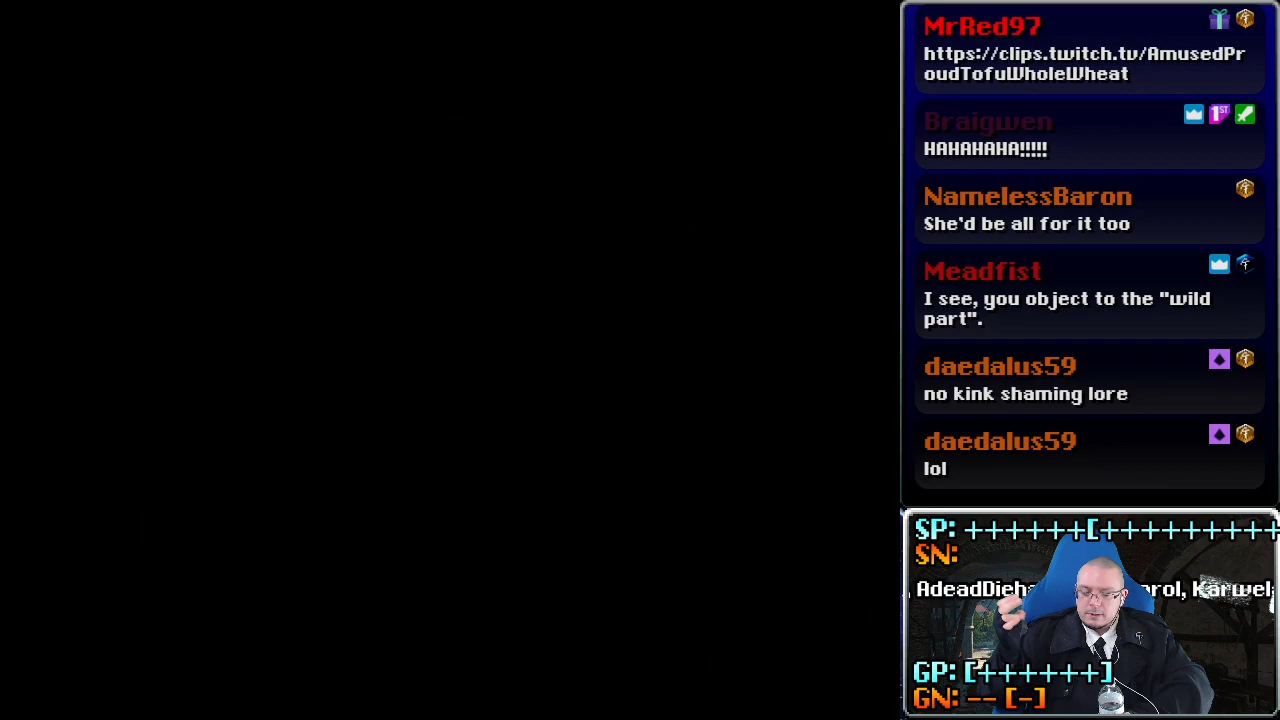 MrRed97
https://clips.twitch.tv/AmusedPr
oudTofuWholeWheat
Braigwen
1ST
HAHAHAHA!!!!!
NamelessBaron
She'd be all for it too
Meadfist
I see, you object to the "wild
part".
daedalus59
no kink shaming lore
daedalus59
lol
SP: ++++++[+++++++++
SN:
, AdeadDieha rol, Karwel
GP: [++++++]
GN: -- [-]